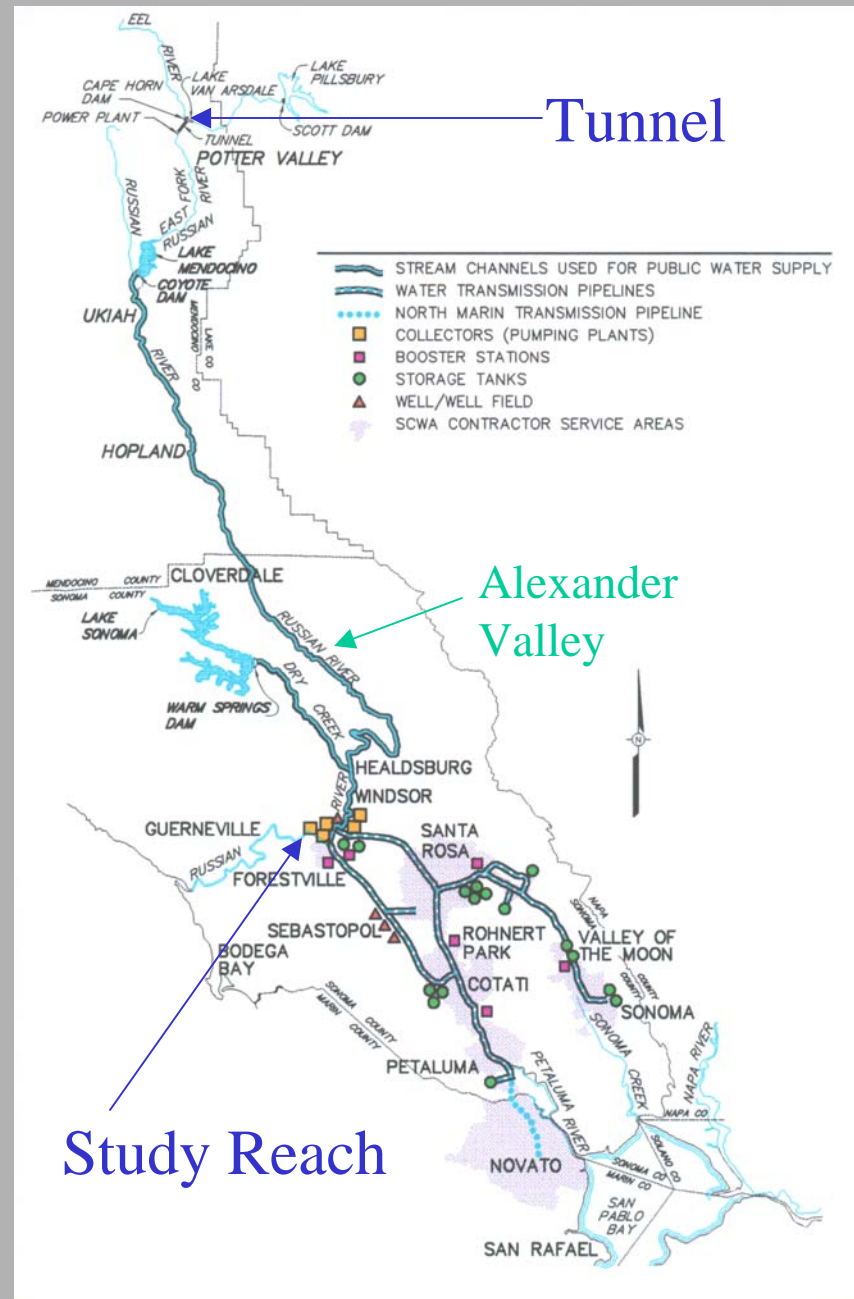 EEL
RIVER
LAKE
PILLSBURY
CAPE HORN
DAM
LAKE
VAN ARSDALE
POWER PLANT
SCOTT DAM
TUNNEL
Tunnel
POTTER VALLEY
RUSSIAN
EAST FORK
RUSSIAN RIVER
LAKE
MENDOCINO
COYOTE
DAM
UKIAH
RIVER
MENDOCINO CO
LAKE CO
HOPLAND
STREAM CHANNELS USED FOR PUBLIC WATER SUPPLY
WATER TRANSMISSION PIPELINES
NORTH MARIN TRANSMISSION PIPELINE
COLLECTORS (PUMPING PLANTS)
BOOSTER STATIONS
STORAGE TANKS
WELL/WELL FIELD
SCWA CONTRACTOR SERVICE AREAS
MENDOCINO COUNTY
SONOMA COUNTY
CLOVERDALE
LAKE
SONOMA
RUSSIAN RIVER
Alexander
Valley
DRY
CREEK
WARM SPRINGS
DAM
N
HEALDSBURG
WINDSOR
RIVER
GUERNEVILLE
RUSSIAN
FORESTVILLE
SANTA
ROSA
SEBASTOPOL
ROHNERT
PARK
VALLEY OF
THE MOON
NAPA COUNTY
SONOMA COUNTY
BODEGA
BAY
COTATI
SONOMA
SONOMA COUNTY
MARIN COUNTY
SONOMA CREEK
NAPA RIVER
PETALUMA
PETALUMA RIVER
NAPA CO
SOLANO CO
Study Reach
NOVATO
SONOMA CO
MARIN CO
SAN
PABLO
BAY
SAN RAFAEL